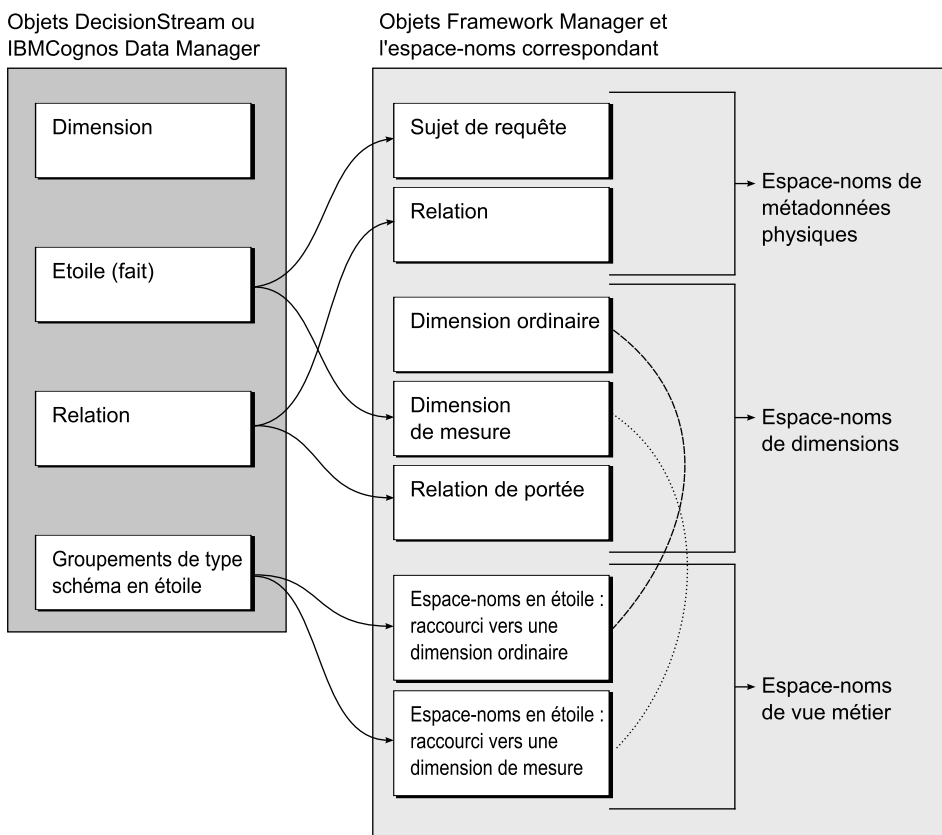 Objets DecisionStream ou
IBMCognos Data Manager
Objets Framework Manager et
l'espace-noms correspondant
Dimension
Etoile (fait)
Relation
Groupements de type
schéma en étoile
Sujet de requête
Relation
Dimension ordinaire
Dimension
de mesure
Relation de portée
Espace-noms en étoile :
raccourci vers une
dimension ordinaire
Espace-noms en étoile :
raccourci vers une
dimension de mesure
Espace-noms de
métadonnées
physiques
Espace-noms
de dimensions
Espace-noms
de vue métier